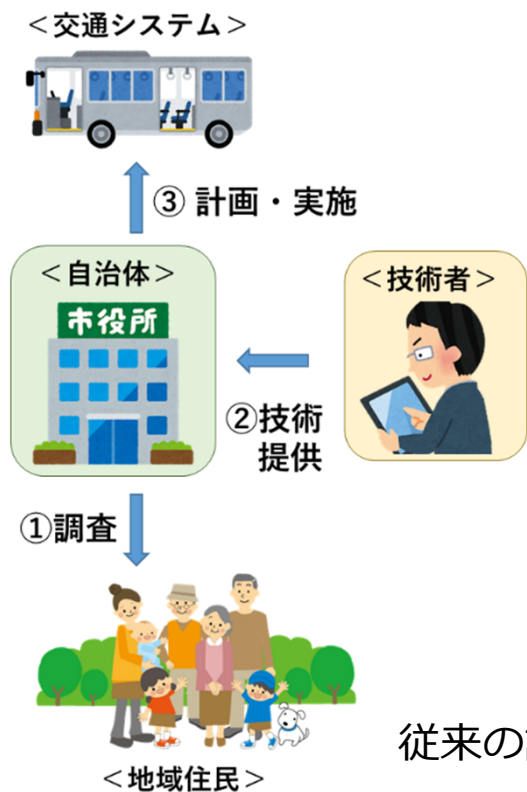 ＜交通システム＞
③ 計画・実施
＜自治体＞
市役所
＜技術者＞
②技術
提供
①調査
従来の
＜地域住民＞